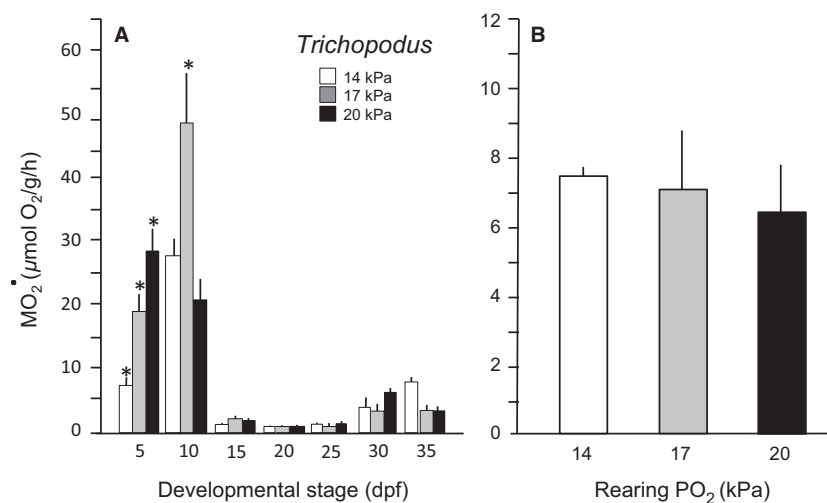 A
Trichopodus
14 kPa
17 kPa
20 kPa
60
50
40
30
20
10
0
* * * *
MO₂• (μmol O₂/g/h)
5 10 15 20 25 30 35
Developmental stage (dpf)
B
12
10
8
6
4
2
0
14 17 20
Rearing PO₂ (kPa)